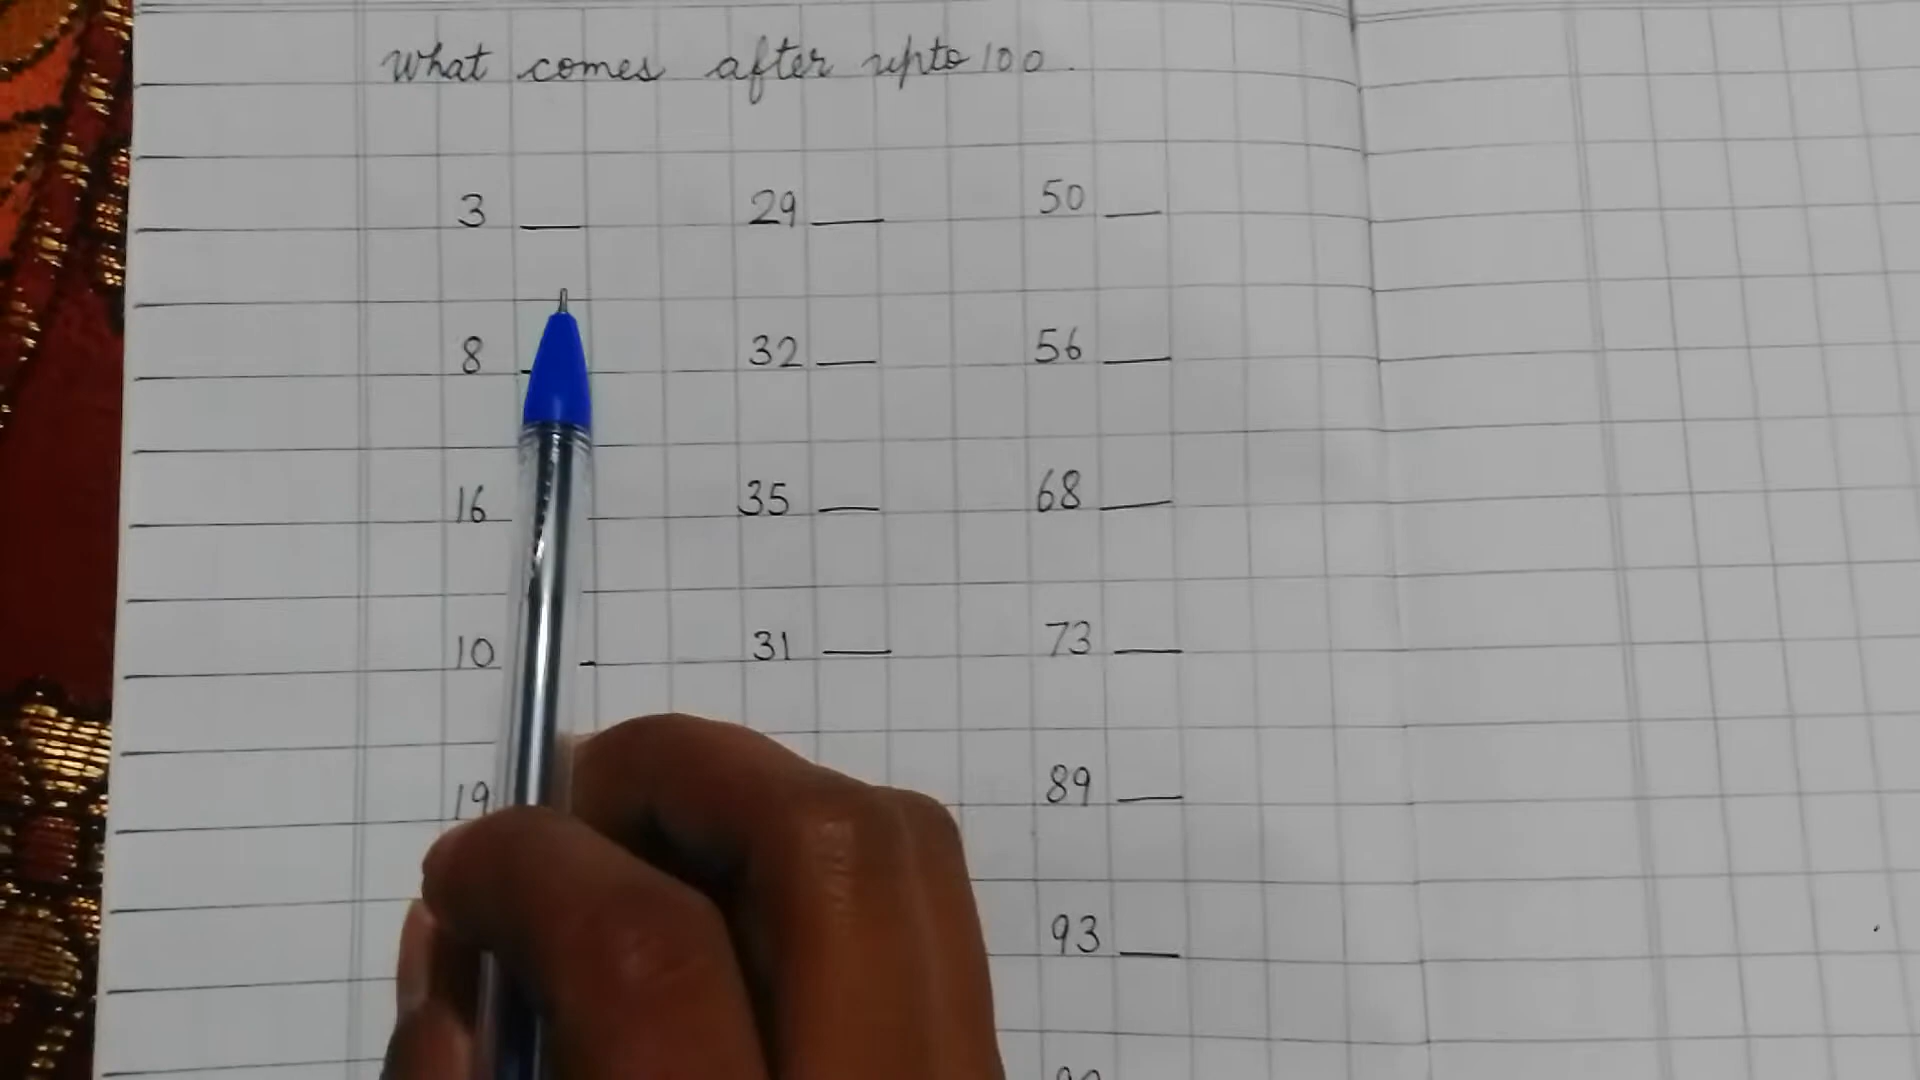 What comes after upto 100.
3 __ 29 __ 50 __
8 _ 32 __ 56 __
16 35 __ 68 __
10 _ 31 __ 73 __
19 89 __
93 __